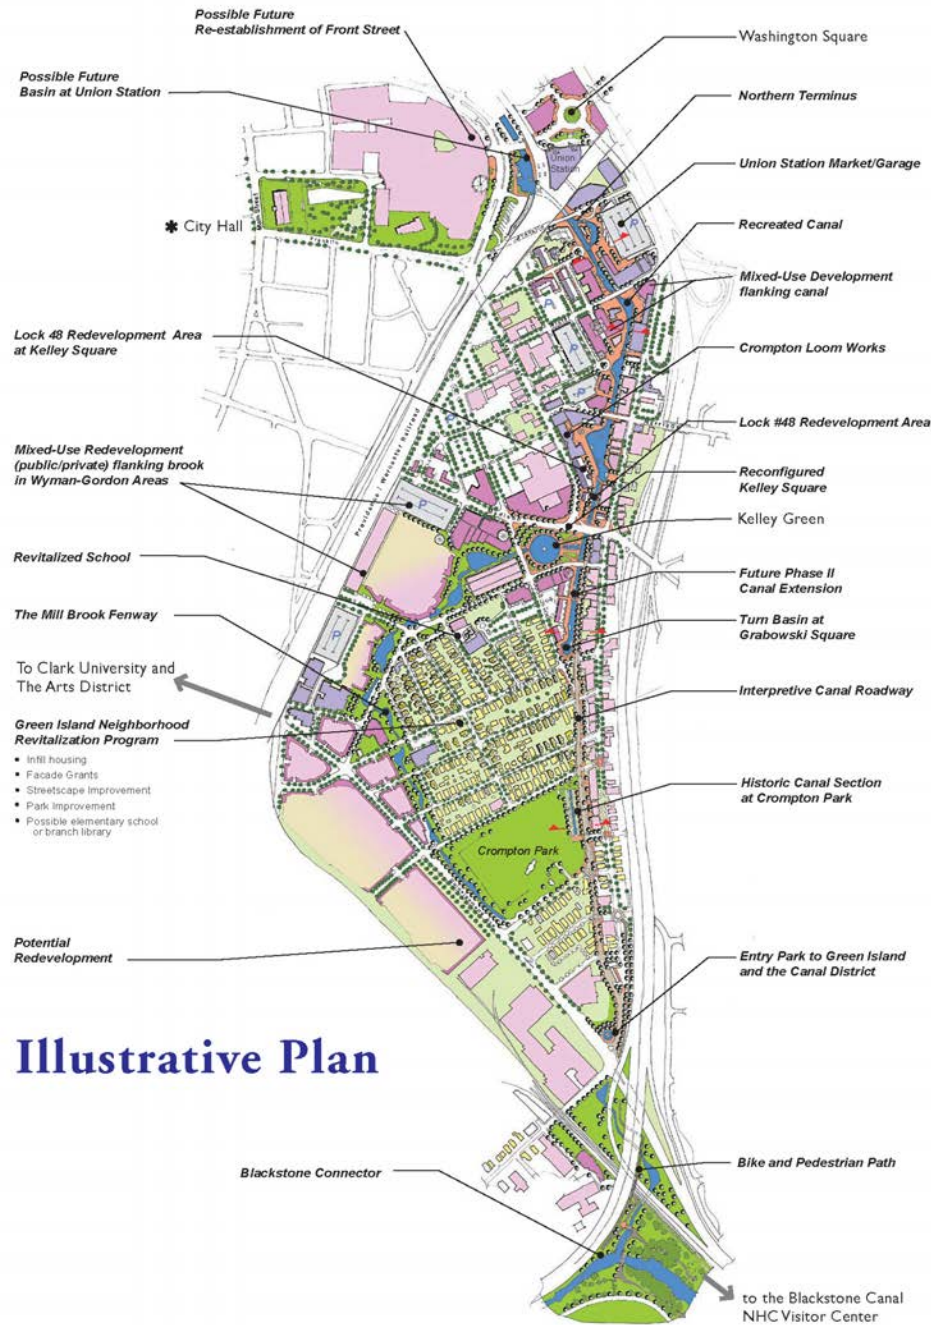 Possible Future
Re-establishment of Front Street
Washington Square
Possible Future
Basin at Union Station
Northern Terminus
Union
Station
Union Station Market/Garage
P
✱ City Hall
Recreated Canal
Mixed-Use Development
flanking canal
P
Lock 48 Redevelopment Area
at Kelley Square
P
Crompton Loom Works
P
P
Lock #48 Redevelopment Area
Providence / Worcester Railroad
Mixed-Use Redevelopment
(public/private) flanking brook
in Wyman-Gordon Areas
Reconfigured
Kelley Square
P
Kelley Green
Revitalized School
Future Phase II
Canal Extension
The Mill Brook Fenway
P
Turn Basin at
Grabowski Square
To Clark University and
The Arts District
Interpretive Canal Roadway
Green Island Neighborhood
Revitalization Program
• Infill housing
• Facade Grants
• Streetscape Improvement
• Park Improvement
• Possible elementary school
or branch library
Historic Canal Section
at Crompton Park
Crompton Park
Potential
Redevelopment
Entry Park to Green Island
and the Canal District
Illustrative Plan
Blackstone Connector
Bike and Pedestrian Path
to the Blackstone Canal
NHC Visitor Center